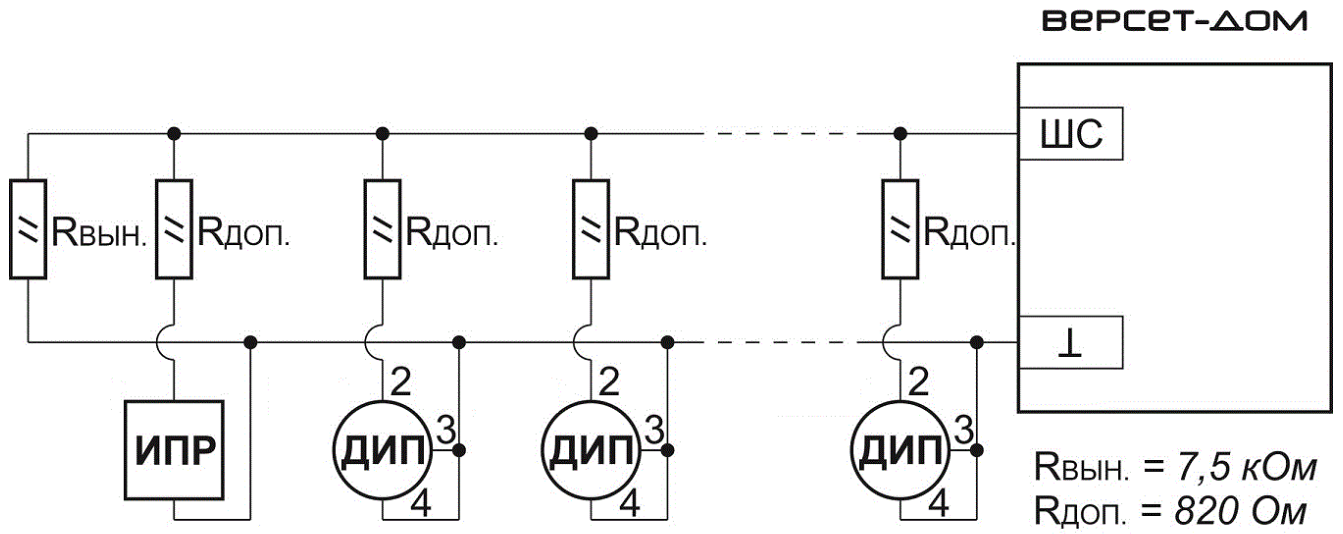 ВЕРСЕТ-ДОМ
ШС
RВЫН. RДОП. RДОП. RДОП. RДОП.
⊥
2 2 2
ИПР ДИП 3 ДИП 3 ДИП 3
4 4 4
RВЫН. = 7,5 кОм
RДОП. = 820 Ом